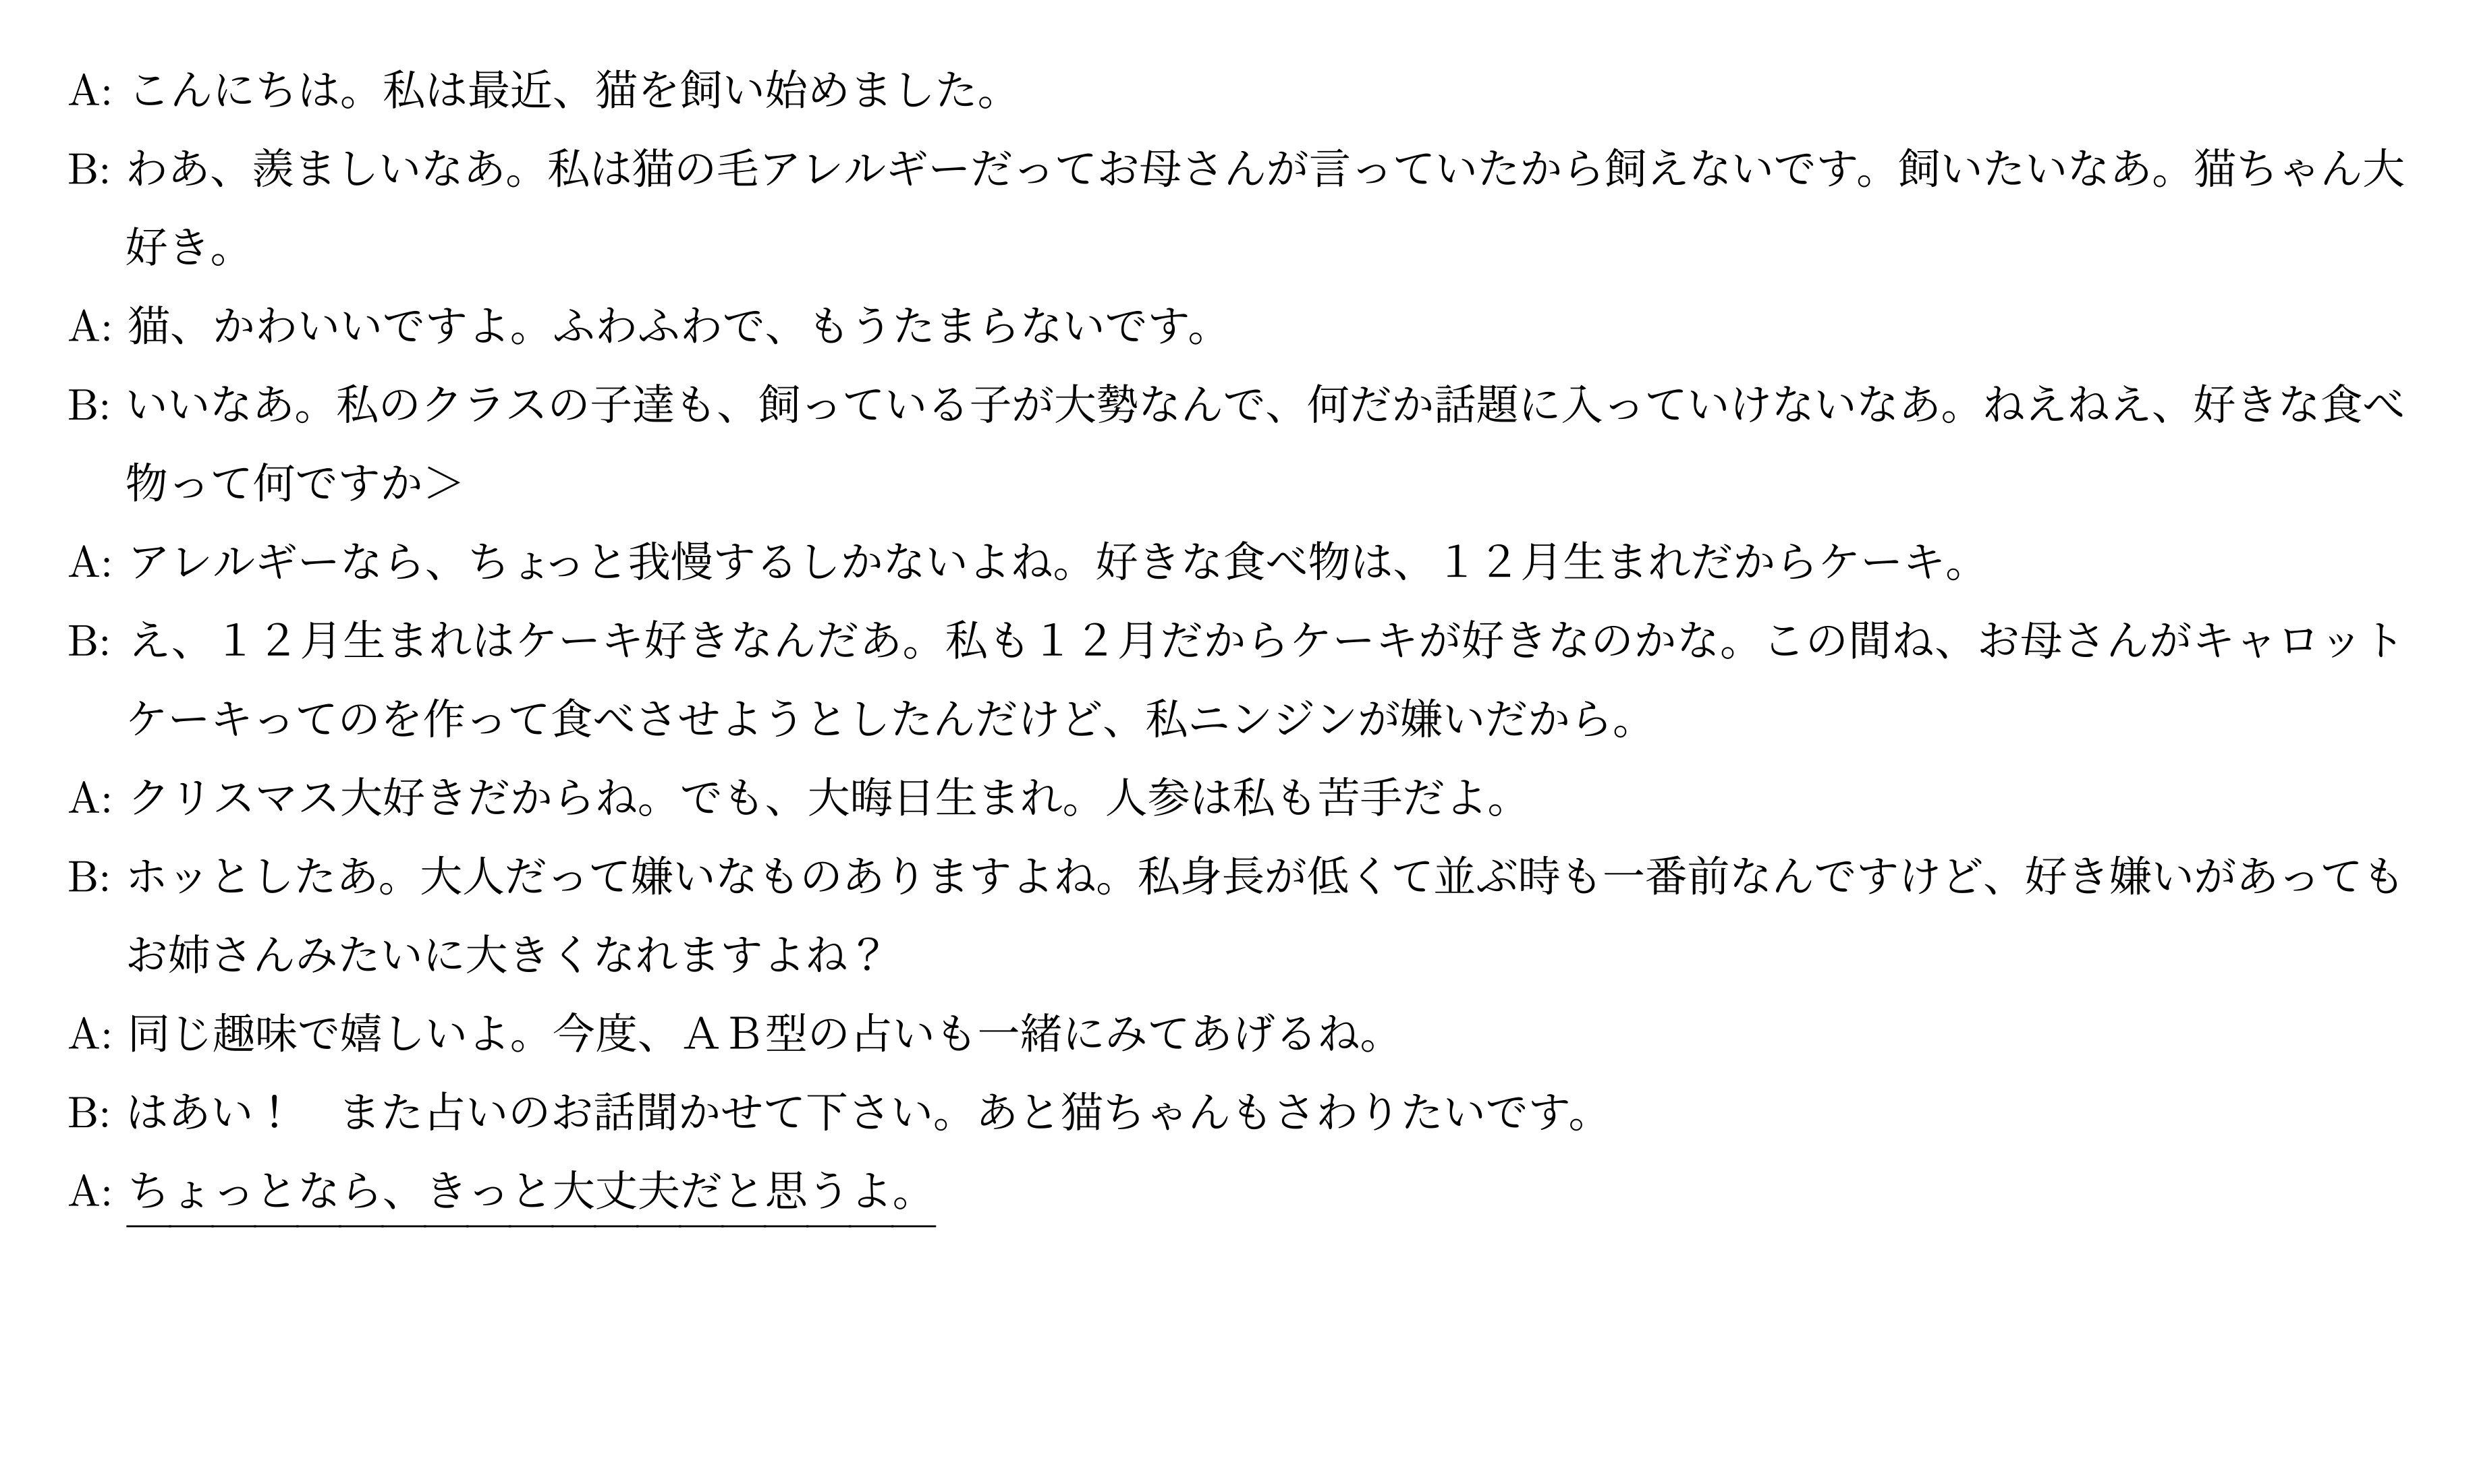 A: こんにちは。私は最近、猫を飼い始めました。
B: わあ、羨ましいなあ。私は猫の毛アレルギーだってお母さんが言っていたから飼えないです。飼いたいなあ。猫ちゃん大
好き。
A: 猫、かわいいですよ。ふわふわで、もうたまらないです。
B: いいなあ。私のクラスの子達も、飼っている子が大勢なんで、何だか話題に入っていけないなあ。ねえねえ、好きな食べ
物って何ですか＞
A: アレルギーなら、ちょっと我慢するしかないよね。好きな食べ物は、１２月生まれだからケーキ。
B: え、１２月生まれはケーキ好きなんだあ。私も１２月だからケーキが好きなのかな。この間ね、お母さんがキャロット
ケーキってのを作って食べさせようとしたんだけど、私ニンジンが嫌いだから。
A: クリスマス大好きだからね。でも、大晦日生まれ。人参は私も苦手だよ。
B: ホッとしたあ。大人だって嫌いなものありますよね。私身長が低くて並ぶ時も一番前なんですけど、好き嫌いがあっても
お姉さんみたいに大きくなれますよね？
A: 同じ趣味で嬉しいよ。今度、ＡＢ型の占いも一緒にみてあげるね。
B: はあい！　また占いのお話聞かせて下さい。あと猫ちゃんもさわりたいです。
A: ちょっとなら、きっと大丈夫だと思うよ。